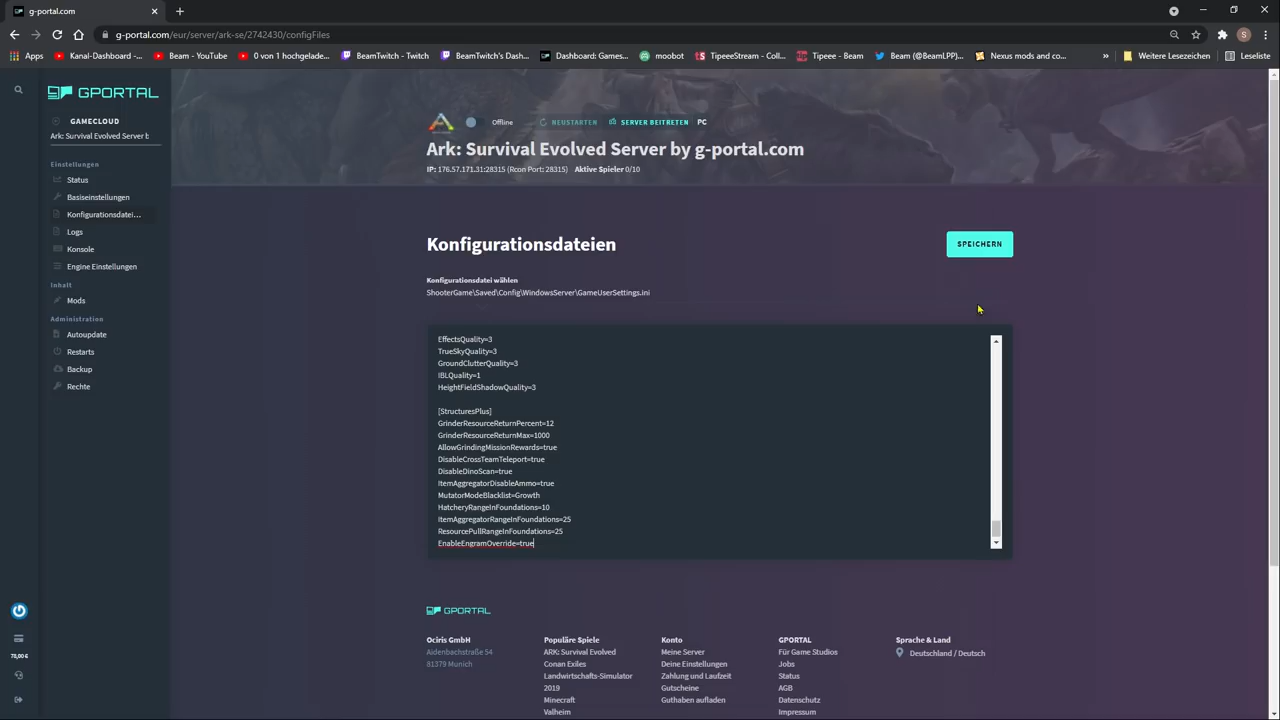 g-portal.com
g-portal.com/eur/server/ark-se/2742430/configFiles
Apps
Kanal-Dashboard -...
Beam - YouTube
0 von 1 hochgelade...
BeamTwitch - Twitch
BeamTwitch's Dash...
Dashboard: Games...
moobot
TipeeeStream - Coll...
Tipeee - Beam
Beam (@BeamLPP)...
Nexus mods and co...
»
Weitere Lesezeichen
Leseliste
S
GPORTAL
GAMECLOUD
Ark: Survival Evolved Server b
Einstellungen
Status
Basiseinstellungen
Konfigurationsdatei...
Logs
Konsole
Engine Einstellungen
Inhalt
Mods
Administration
Autoupdate
Restarts
Backup
Rechte
78,00 €
Offline
NEUSTARTEN
SERVER BEITRETEN
PC
Ark: Survival Evolved Server by g-portal.com
IP: 176.57.171.31:28315 (Rcon Port: 28315) Aktive Spieler 0/10
Konfigurationsdateien
SPEICHERN
Konfigurationsdatei wählen
ShooterGame\Saved\Config\WindowsServer\GameUserSettings.ini
EffectsQuality=3
TrueSkyQuality=3
GroundClutterQuality=3
IBLQuality=1
HeightFieldShadowQuality=3
[StructuresPlus]
GrinderResourceReturnPercent=12
GrinderResourceReturnMax=1000
AllowGrindingMissionRewards=true
DisableCrossTeamTeleport=true
DisableDinoScan=true
ItemAggregatorDisableAmmo=true
MutatorModeBlacklist=Growth
HatcheryRangeInFoundations=10
ItemAggregatorRangeInFoundations=25
ResourcePullRangeInFoundations=25
EnableEngramOverride=true
GPORTAL
Ociris GmbH
Aidenbachstraße 54
81379 Munich
Populäre Spiele
ARK: Survival Evolved
Conan Exiles
Landwirtschafts-Simulator
2019
Minecraft
Valheim
Konto
Meine Server
Deine Einstellungen
Zahlung und Laufzeit
Gutscheine
Guthaben aufladen
GPORTAL
Für Game Studios
Jobs
Status
AGB
Datenschutz
Impressum
Sprache & Land
Deutschland / Deutsch